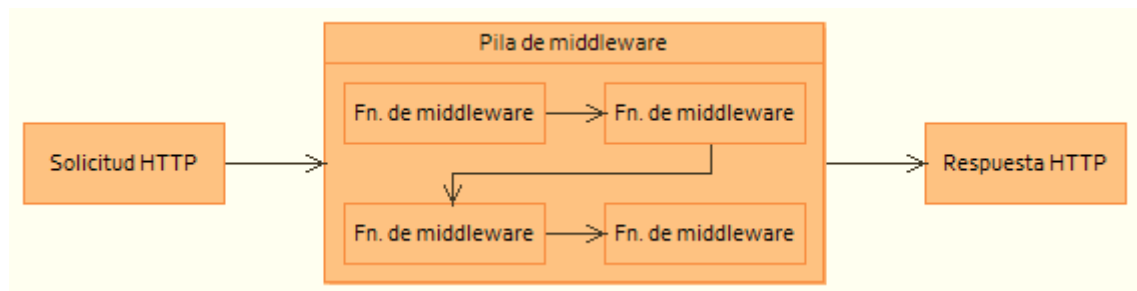 Pila de middleware
Fn. de middleware
Fn. de middleware
Solicitud HTTP
Respuesta HTTP
Fn. de middleware
Fn. de middleware